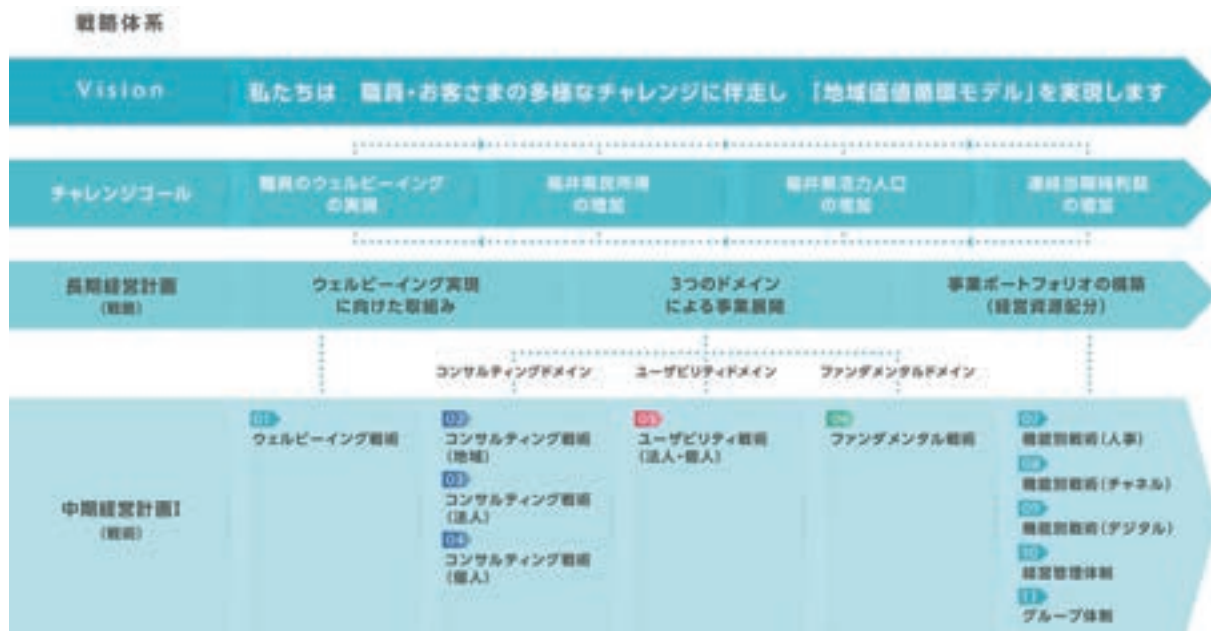 戦略体系
Vision
私たちは 職員・お客さまの多様なチャレンジに伴走し 「地域価値循環モデル」を実現します
チャレンジゴール
職員のウェルビーイング
の実現
福井県民所得
の増加
福井県活力人口
の増加
連結当期純利益
の増加
長期経営計画
(戦略)
ウェルビーイング実現
に向けた取組み
3つのドメイン
による事業展開
事業ポートフォリオの構築
(経営資源配分)
コンサルティングドメイン
ユーザビリティドメイン
ファンダメンタルドメイン
中期経営計画I
(戦術)
01
ウェルビーイング戦術
02
コンサルティング戦術
(地域)
03
コンサルティング戦術
(法人)
04
コンサルティング戦術
(個人)
05
ユーザビリティ戦術
(法人・個人)
06
ファンダメンタル戦術
07
機能別戦術(人事)
08
機能別戦術(チャネル)
09
機能別戦術(デジタル)
10
経営管理体制
11
グループ体制